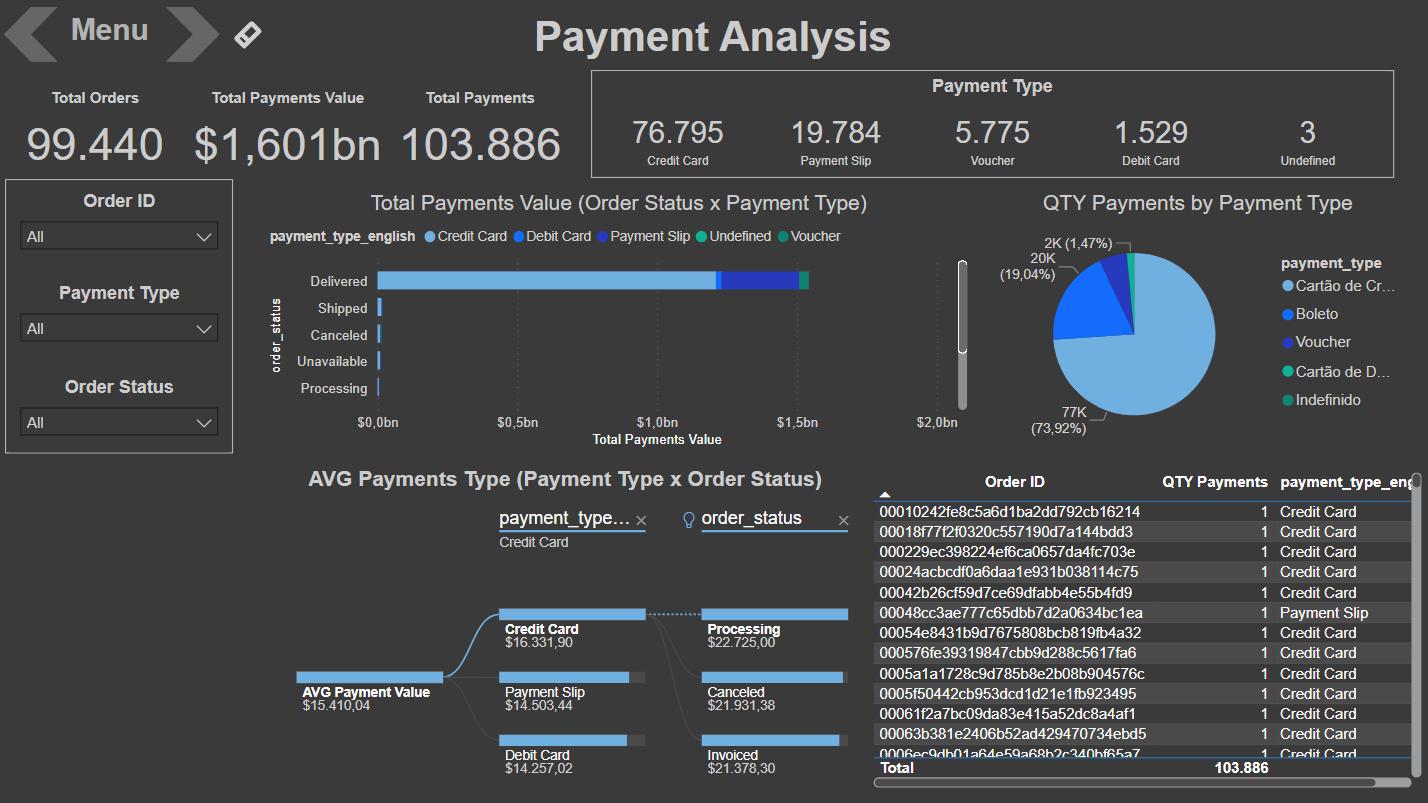 Menu
Payment Analysis
Total Orders
99.440
Total Payments Value
$1,601bn
Total Payments
103.886
Payment Type
76.795
Credit Card
19.784
Payment Slip
5.775
Voucher
1.529
Debit Card
3
Undefined
Order ID
All
Payment Type
All
Order Status
All
Total Payments Value (Order Status x Payment Type)
payment_type_english Credit Card Debit Card Payment Slip Undefined Voucher
order_status
Delivered
Shipped
Canceled
Unavailable
Processing
$0,0bn $0,5bn $1,0bn $1,5bn $2,0bn
Total Payments Value
QTY Payments by Payment Type
2K (1,47%)
20K
(19,04%)
77K
(73,92%)
payment_type
Cartão de Cr...
Boleto
Voucher
Cartão de D...
Indefinido
AVG Payments Type (Payment Type x Order Status)
payment_type...
Credit Card
order_status
AVG Payment Value
$15.410,04
Credit Card
$16.331,90
Payment Slip
$14.503,44
Debit Card
$14.257,02
Processing
$22.725,00
Canceled
$21.931,38
Invoiced
$21.378,30
Order ID QTY Payments payment_type_eng
00010242fe8c5a6d1ba2dd792cb16214 1 Credit Card
00018f77f2f0320c557190d7a144bdd3 1 Credit Card
000229ec398224ef6ca0657da4fc703e 1 Credit Card
00024acbcdf0a6daa1e931b038114c75 1 Credit Card
00042b26cf59d7ce69dfabb4e55b4fd9 1 Credit Card
00048cc3ae777c65dbb7d2a0634bc1ea 1 Payment Slip
00054e8431b9d7675808bcb819fb4a32 1 Credit Card
000576fe39319847cbb9d288c5617fa6 1 Credit Card
0005a1a1728c9d785b8e2b08b904576c 1 Credit Card
0005f50442cb953dcd1d21e1fb923495 1 Credit Card
00061f2a7bc09da83e415a52dc8a4af1 1 Credit Card
00063b381e2406b52ad429470734ebd5 1 Credit Card
0006ec9db01a64e59a68b2c340bf65a7 1 Credit Card
Total 103.886